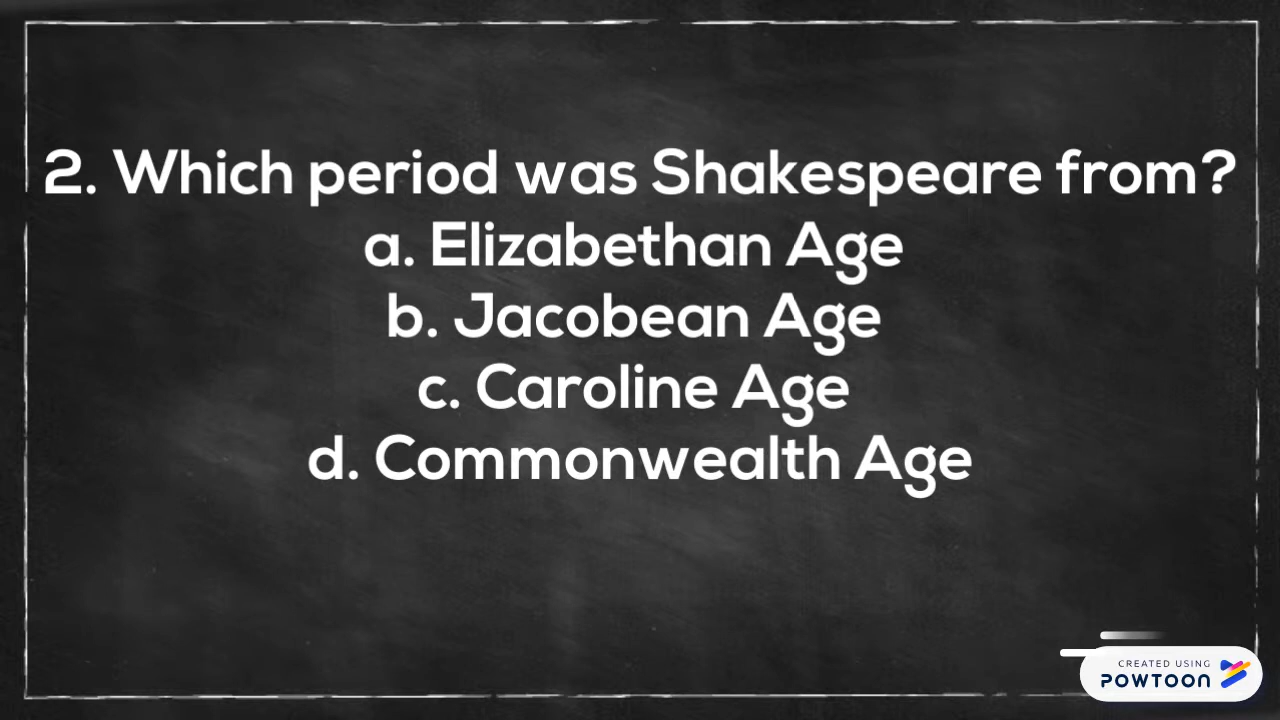 2. Which period was Shakespeare from?
a. Elizabethan Age
b. Jacobean Age
c. Caroline Age
d. Commonwealth Age
CREATED USING
POWTOON